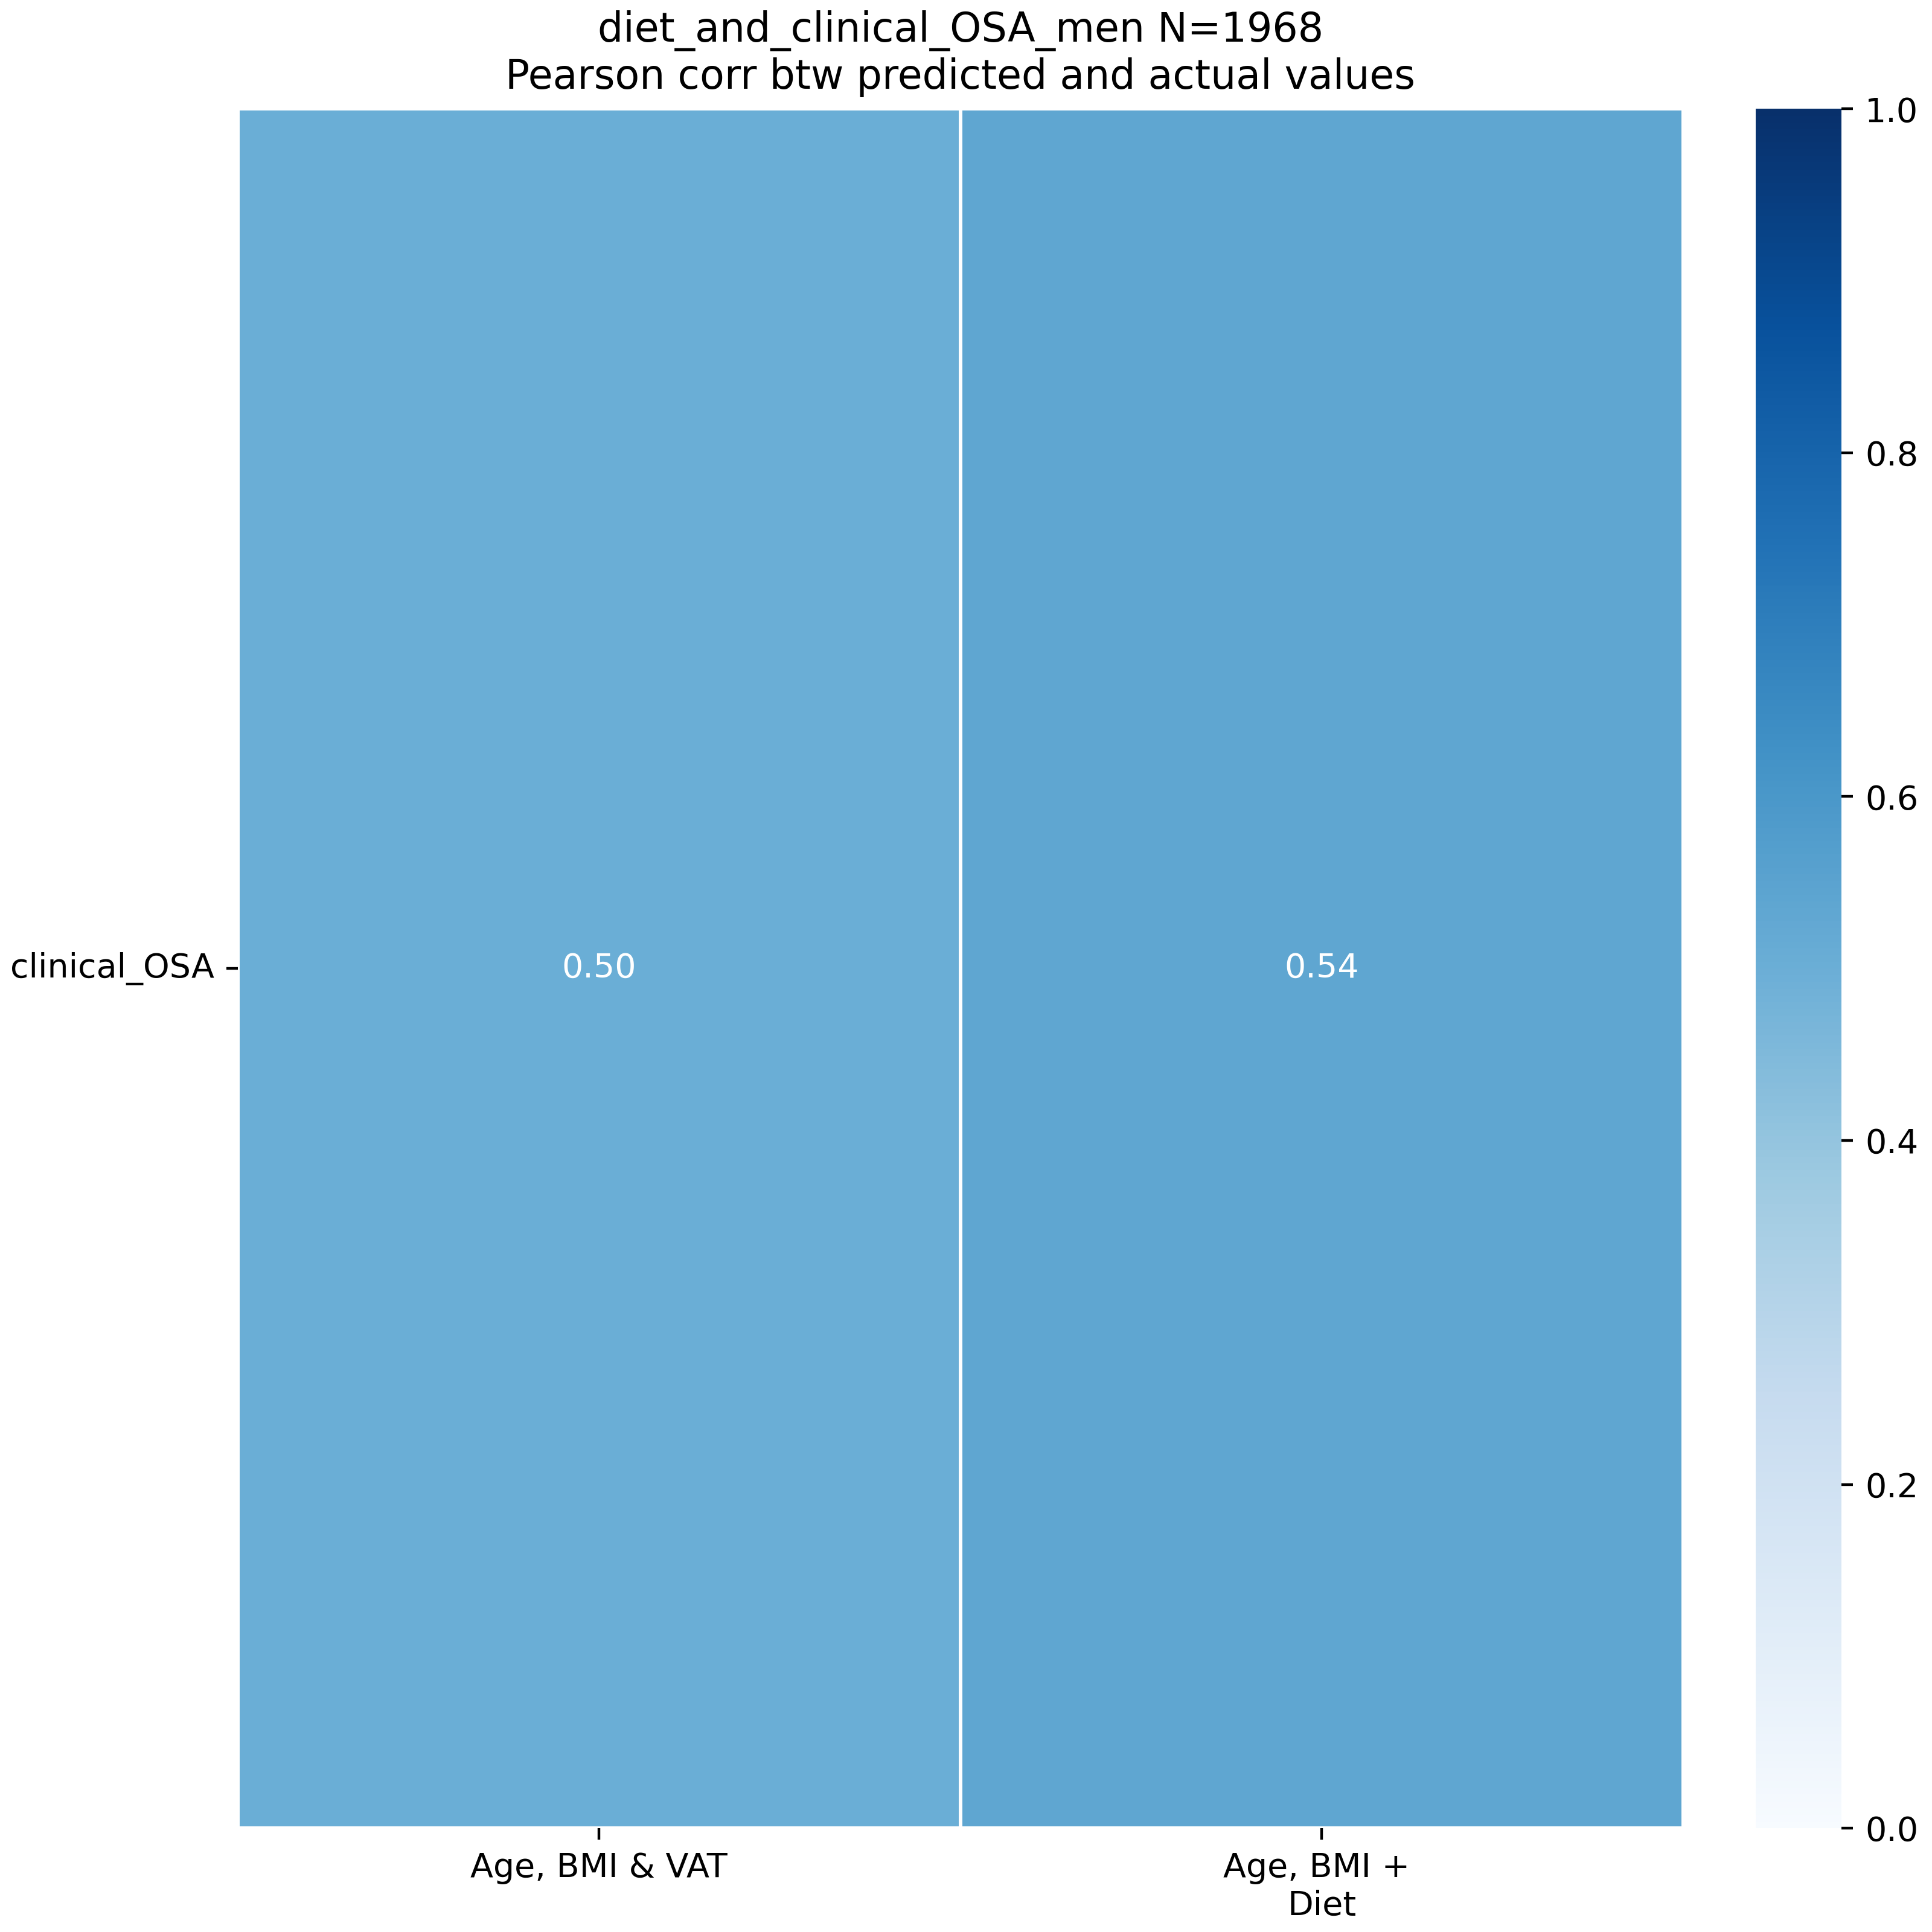 diet_and_clinical_OSA_men N=1968
Pearson corr btw predicted and actual values
1.0
0.8
0.6
0.4
0.2
0.0
clinical_OSA
0.50
0.54
Age, BMI & VAT
Age, BMI +
Diet